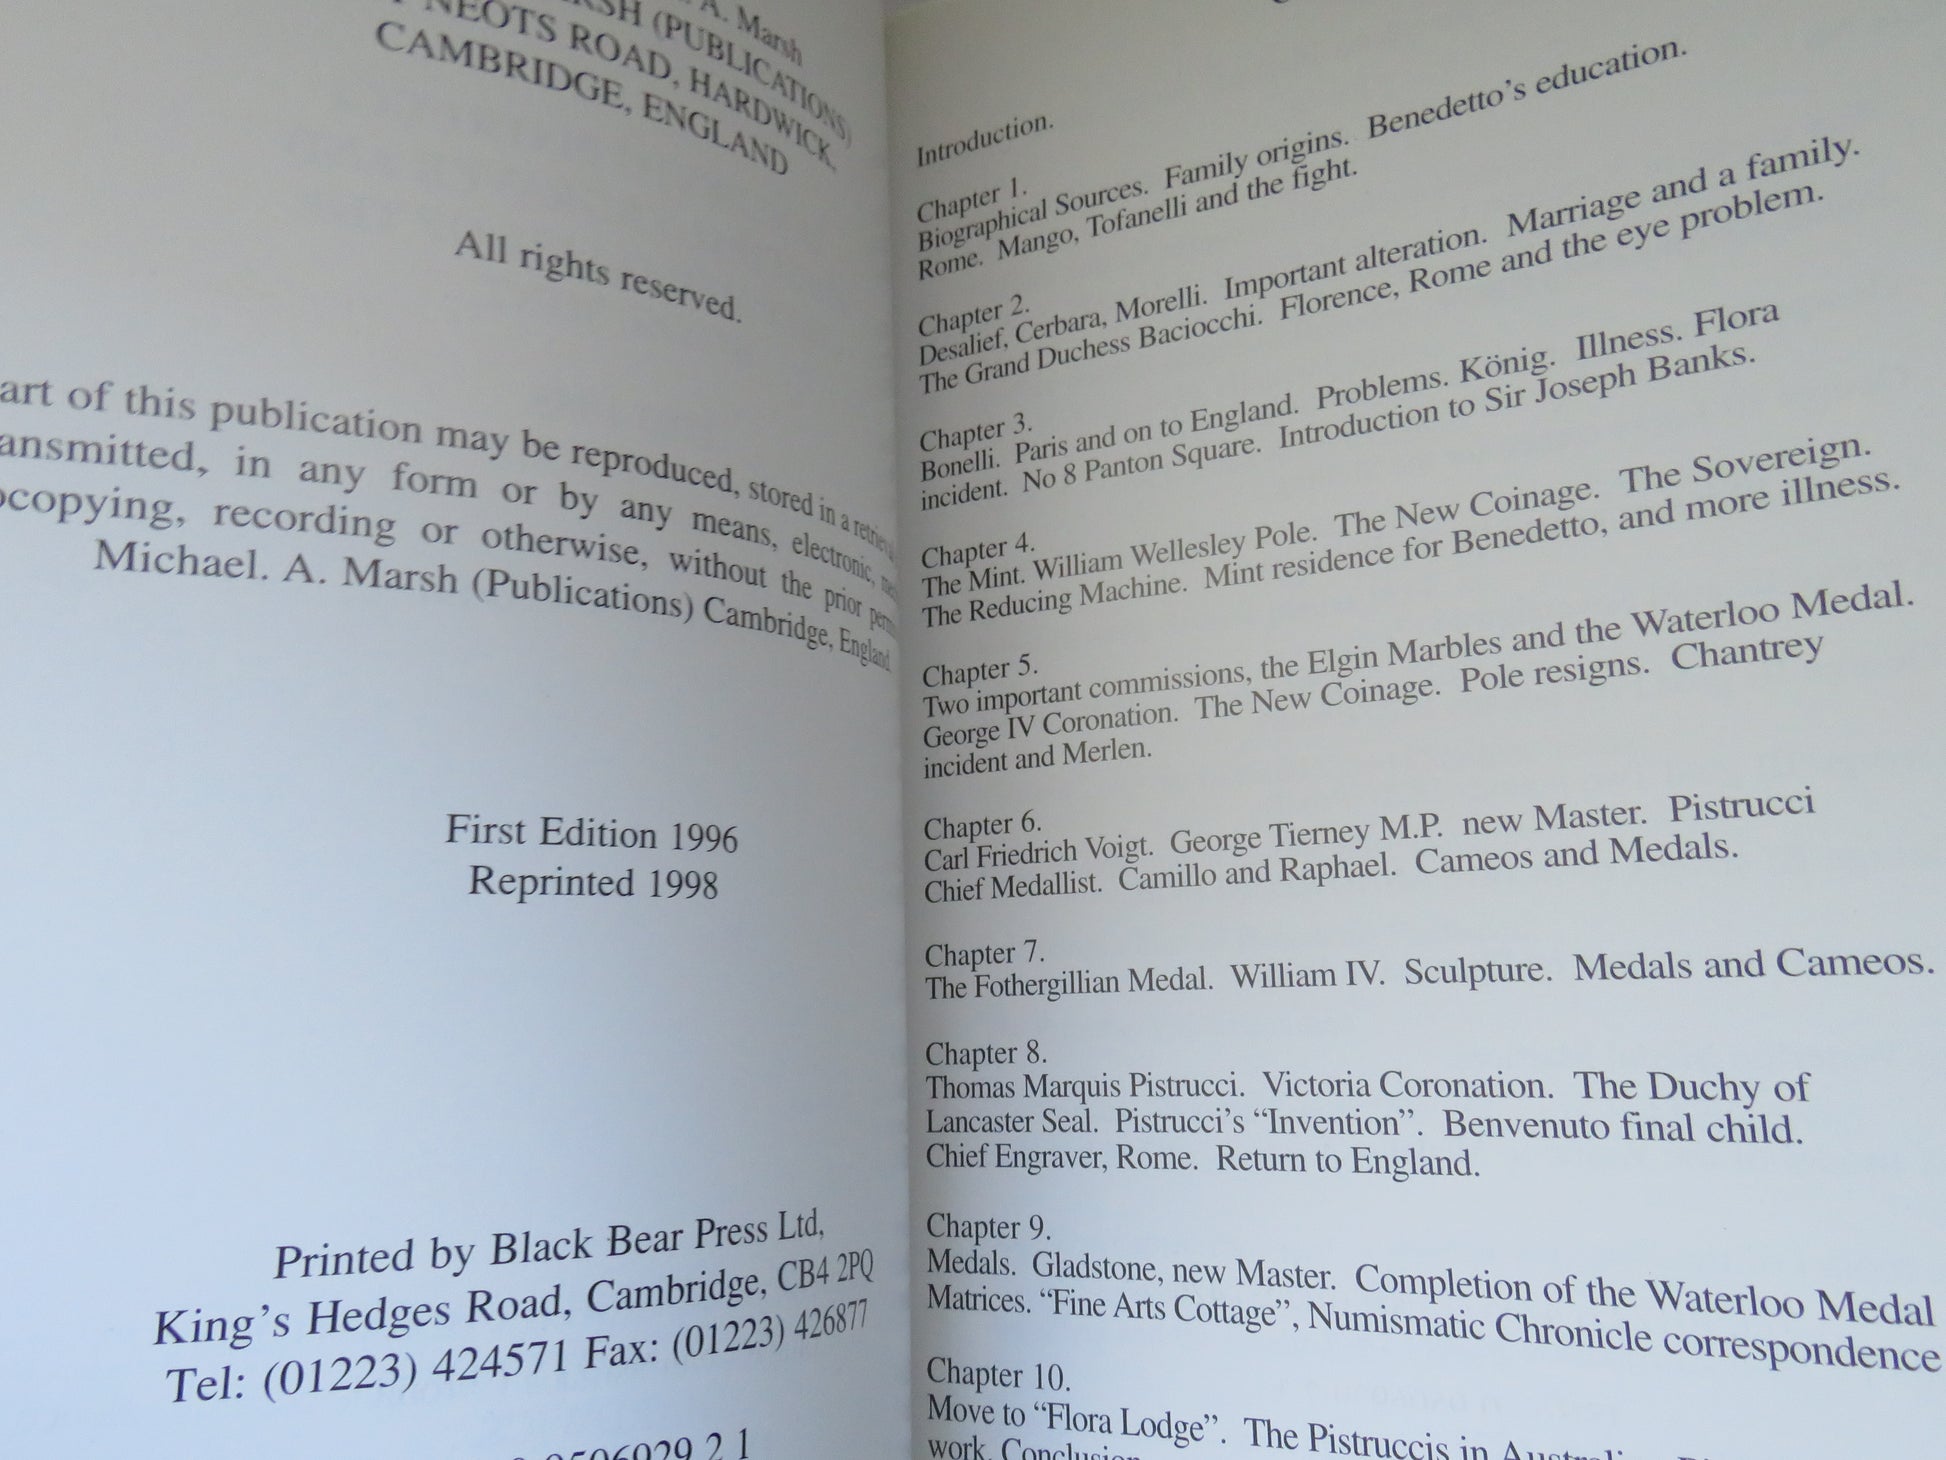 A. Marsh
(PUBLICATIONS)
NEOTS ROAD, HARDWICK,
CAMBRIDGE, ENGLAND
All rights reserved.
of this publication may be reproduced, stored in a
in any form or by any means, electronic,
recording or otherwise, without the prior
Michael. A. Marsh (Publications) Cambridge, England
First Edition 1996
Reprinted 1998
Printed by Black Bear Press Ltd,
King's Hedges Road, Cambridge, CB4 2PQ
Tel: (01223) 424571 Fax: (01223) 426877
9506929 2 1
Introduction.
Chapter 1.
Biographical Sources. Family origins. Benedetto's education.
Rome. Mango, Tofanelli and the fight.
Chapter 2.
Desalief, Cerbara, Morelli. Important alteration. Marriage and a family.
The Grand Duchess Baciocchi. Florence, Rome and the eye problem.
Chapter 3.
Bonelli. Paris and on to England. Problems. König. Illness. Flora
incident. No 8 Panton Square. Introduction to Sir Joseph Banks.
Chapter 4.
The Mint. William Wellesley Pole. The New Coinage. The Sovereign.
The Reducing Machine. Mint residence for Benedetto, and more illness.
Chapter 5.
Two important commissions, the Elgin Marbles and the Waterloo Medal.
George IV Coronation. The New Coinage. Pole resigns. Chantrey
incident and Merlen.
Chapter 6.
Carl Friedrich Voigt. George Tierney M.P. new Master. Pistrucci
Chief Medallist. Camillo and Raphael. Cameos and Medals.
Chapter 7.
The Fothergillian Medal. William IV. Sculpture. Medals and Cameos.
Chapter 8.
Thomas Marquis Pistrucci. Victoria Coronation. The Duchy of
Lancaster Seal. Pistrucci's “Invention”. Benvenuto final child.
Chief Engraver, Rome. Return to England.
Chapter 9.
Medals. Gladstone, new Master. Completion of the Waterloo Medal
Matrices. “Fine Arts Cottage”, Numismatic Chronicle correspondence
Chapter 10.
Move to “Flora Lodge”. The Pistruccis in
work. Conclusion